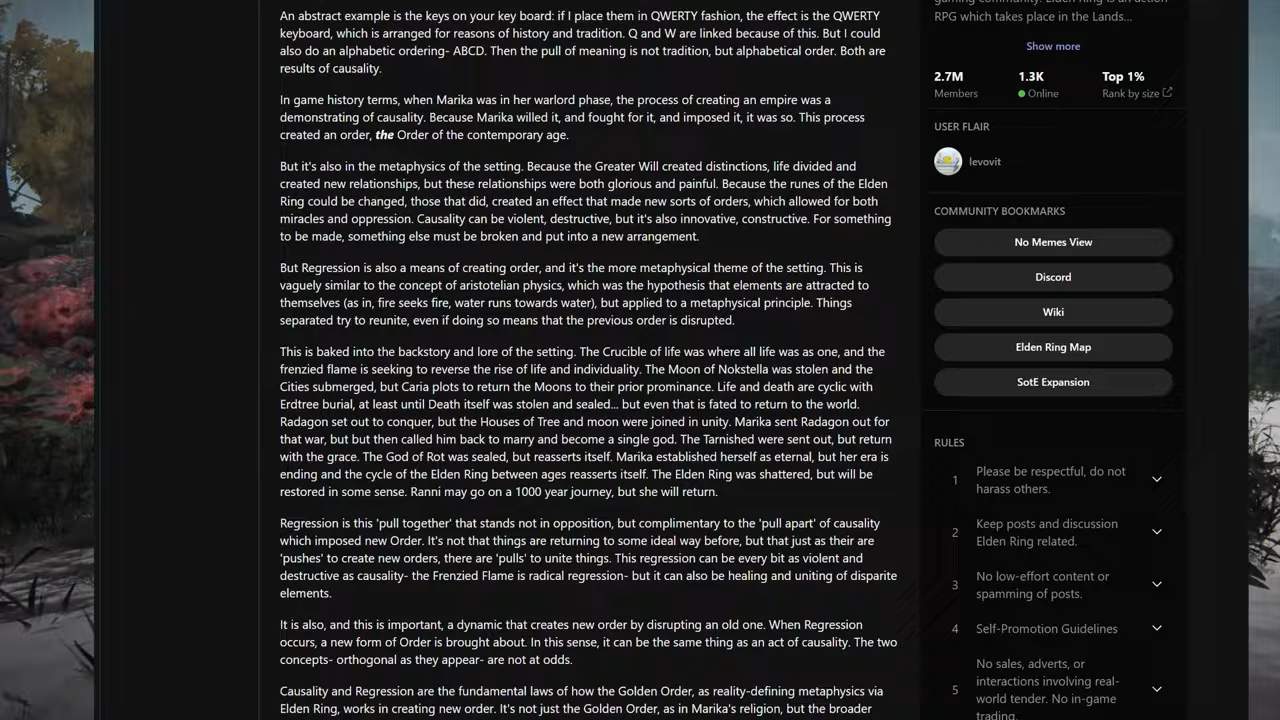 An abstract example is the keys on your key board: if I place them in QWERTY fashion, the effect is the QWERTY
keyboard, which is arranged for reasons of history and tradition. Q and W are linked because of this. But I could
also do an alphabetic ordering- ABCD. Then the pull of meaning is not tradition, but alphabetical order. Both are
results of causality.
In game history terms, when Marika was in her warlord phase, the process of creating an empire was a
demonstrating of causality. Because Marika willed it, and fought for it, and imposed it, it was so. This process
created an order, the Order of the contemporary age.
But it's also in the metaphysics of the setting. Because the Greater Will created distinctions, life divided and
created new relationships, but these relationships were both glorious and painful. Because the runes of the Elden
Ring could be changed, those that did, created an effect that made new sorts of orders, which allowed for both
miracles and oppression. Causality can be violent, destructive, but it's also innovative, constructive. For something
to be made, something else must be broken and put into a new arrangement.
But Regression is also a means of creating order, and it's the more metaphysical theme of the setting. This is
vaguely similar to the concept of aristotelian physics, which was the hypothesis that elements are attracted to
themselves (as in, fire seeks fire, water runs towards water), but applied to a metaphysical principle. Things
separated try to reunite, even if doing so means that the previous order is disrupted.
This is baked into the backstory and lore of the setting. The Crucible of life was where all life was as one, and the
frenzied flame is seeking to reverse the rise of life and individuality. The Moon of Nokstella was stolen and the
Cities submerged, but Caria plots to return the Moons to their prior prominance. Life and death are cyclic with
Erdtree burial, at least until Death itself was stolen and sealed... but even that is fated to return to the world.
Radagon set out to conquer, but the Houses of Tree and moon were joined in unity. Marika sent Radagon out for
that war, but but then called him back to marry and become a single god. The Tarnished were sent out, but return
with the grace. The God of Rot was sealed, but reasserts itself. Marika established herself as eternal, but her era is
ending and the cycle of the Elden Ring between ages reasserts itself. The Elden Ring was shattered, but will be
restored in some sense. Ranni may go on a 1000 year journey, but she will return.
Regression is this 'pull together' that stands not in opposition, but complimentary to the 'pull apart' of causality
which imposed new Order. It's not that things are returning to some ideal way before, but that just as their are
'pushes' to create new orders, there are 'pulls' to unite things. This regression can be every bit as violent and
destructive as causality- the Frenzied Flame is radical regression- but it can also be healing and uniting of disparite
elements.
It is also, and this is important, a dynamic that creates new order by disrupting an old one. When Regression
occurs, a new form of Order is brought about. In this sense, it can be the same thing as an act of causality. The two
concepts- orthogonal as they appear- are not at odds.
Causality and Regression are the fundamental laws of how the Golden Order, as reality-defining metaphysics via
Elden Ring, works in creating new order. It's not just the Golden Order, as in Marika's religion, but the broader
RPG which takes place in the Lands...
Show more
2.7M 1.3K Top 1%
Members Online Rank by size
USER FLAIR
levovit
COMMUNITY BOOKMARKS
No Memes View
Discord
Wiki
Elden Ring Map
SotE Expansion
RULES
1 Please be respectful, do not
harass others.
2 Keep posts and discussion
Elden Ring related.
3 No low-effort content or
spamming of posts.
4 Self-Promotion Guidelines
5 No sales, adverts, or
interactions involving real-
world tender. No in-game
trading.